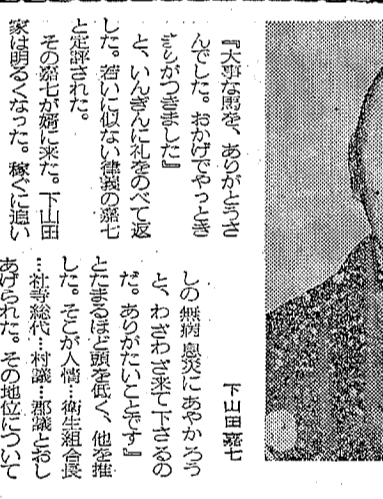 『大事な馬を、ありがとうさ
んでした。おかげでやっとき
まりがつきました』
と、いんぎんに礼をのべて返
した。若いに似ない律義の嘉七
と定評された。
その嘉七が婿に来た。下山田
家は明るくなった。稼ぐに追い
下山田嘉七
しの無病息災にあやかろう
と、わざわざ来て下さるの
だ。ありがたいことです』
とたまるほど頭を低く、他を推
した。そこが人情…衛生組合長
…社寺総代…村議…郡議とおし
あげられた。その地位について